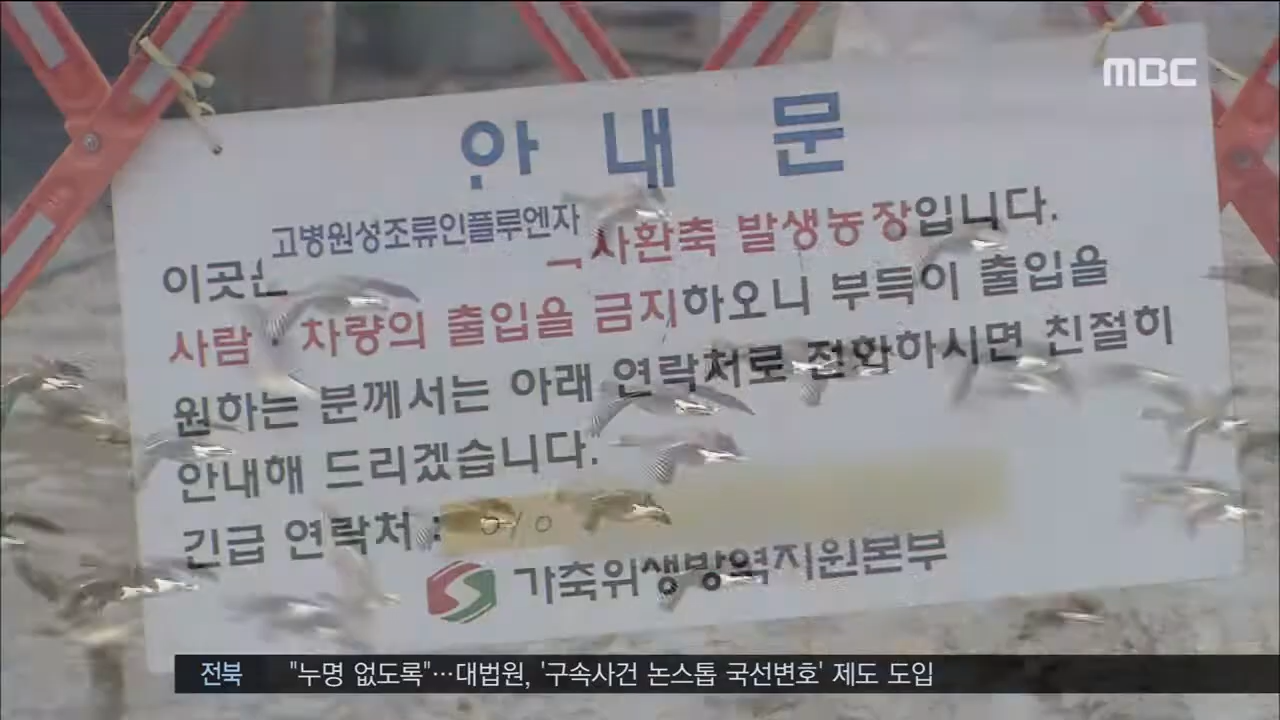 MBC
안내문
고병원성조류인플루엔자
이곳은 사환축 발생농장입니다.
사람·차량의 출입을 금지하오니 부득이 출입을
원하는 분께서는 아래 연락처로 전화하시면 친절히
안내해 드리겠습니다.
긴급 연락처 : 010
가축위생방역지원본부
전북 "누명 없도록"…대법원, '구속사건 논스톱 국선변호' 제도 도입